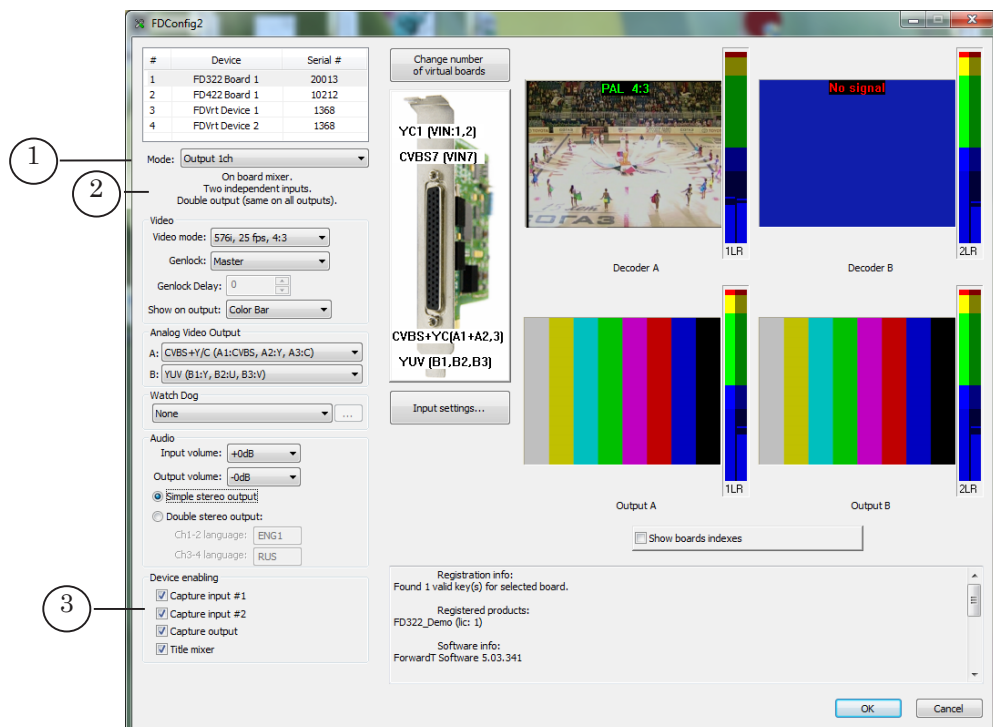 FDConfig2
# Device Serial #
1 FD322 Board 1 20013
2 FD422 Board 1 10212
3 FDVrt Device 1 1368
4 FDVrt Device 2 1368
1
Mode: Output 1ch
2
On board mixer.
Two independent inputs.
Double output (same on all outputs).
Video
Video mode: 576i, 25 fps, 4:3
Genlock: Master
Genlock Delay: 0
Show on output: Color Bar
Analog Video Output
A: CVBS+Y/C (A1:CVBS, A2:Y, A3:C)
B: YUV (B1:Y, B2:U, B3:V)
Watch Dog
None ...
Audio
Input volume: +0dB
Output volume: -0dB
Simple stereo output
Double stereo output:
Ch1-2 language: ENG1
Ch3-4 language: RUS
Device enabling
3
Capture input #1
Capture input #2
Capture output
Title mixer
Change number
of virtual boards
YC1 (VIN:1,2)
CVBS7 (VIN7)
CVBS+YC(A1+A2,3)
YUV (B1,B2,B3)
Input settings...
PAL 4:3
ОГАЗ
1LR
Decoder A
No signal
2LR
Decoder B
1LR
Output A
2LR
Output B
Show boards indexes
Registration info:
Found 1 valid key(s) for selected board.
Registered products:
FD322_Demo (lic: 1)
Software info:
ForwardT Software 5.03.341
OK Cancel